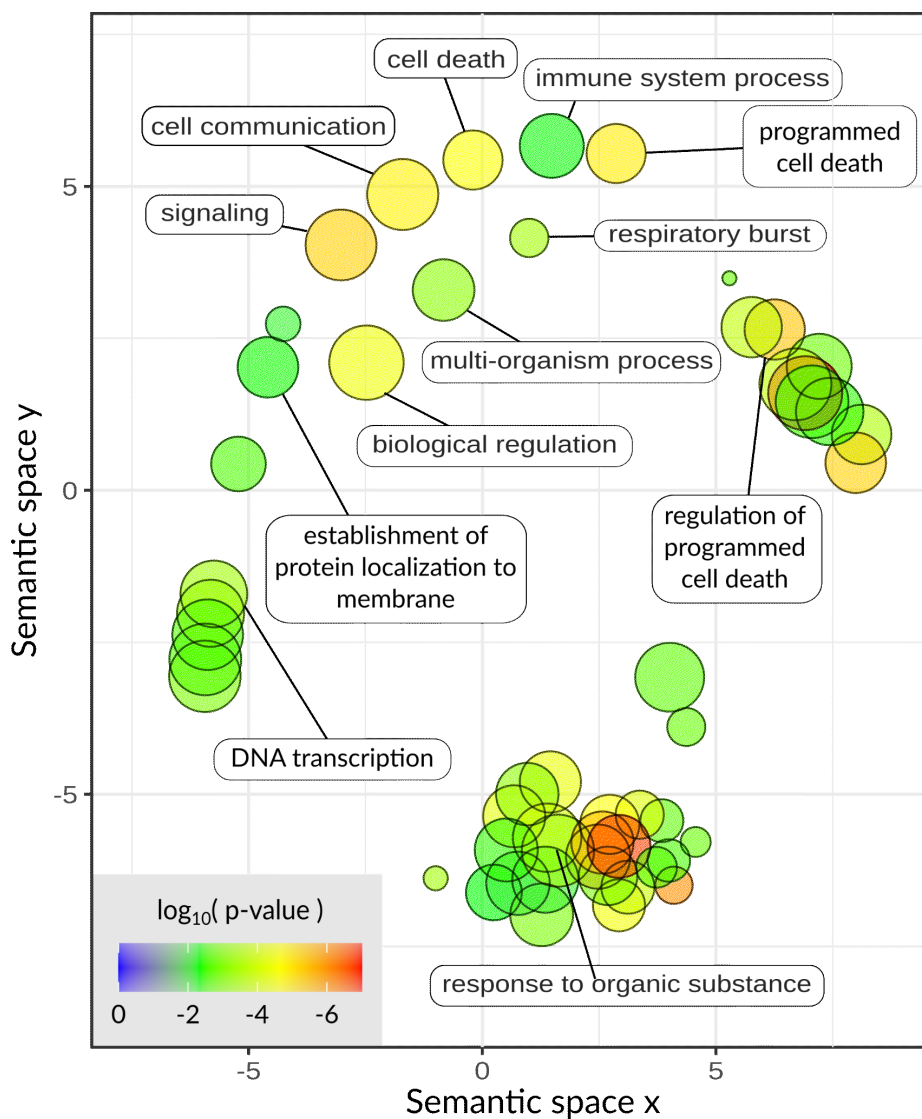 cell death
immune system process
cell communication
programmed
cell death
5
signaling
respiratory burst
multi-organism process
biological regulation
0
Semantic space y
establishment of
protein localization to
membrane
regulation of
programmed
cell death
DNA transcription
-5
log10( p-value )
0 -2 -4 -6
response to organic substance
-5 0 5
Semantic space x